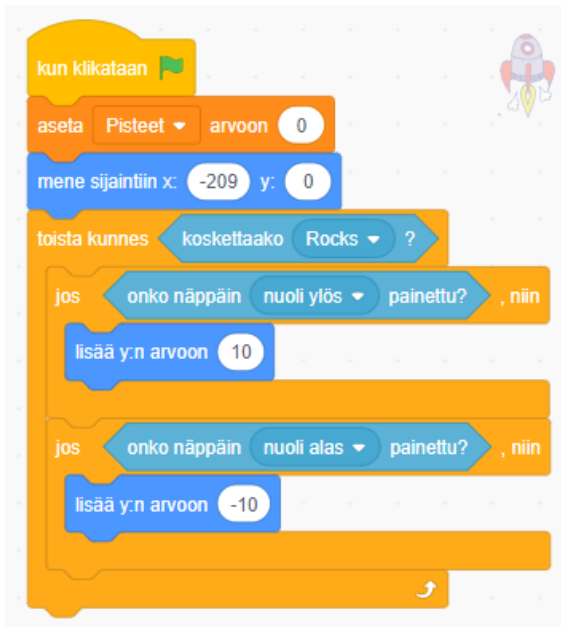 kun klikataan
aseta Pisteet arvoon 0
mene sijaintiin x: -209 y: 0
toista kunnes koskettaako Rocks ?
jos onko näppäin nuoli ylös painettu? , niin
lisää y:n arvoon 10
jos onko näppäin nuoli alas painettu? , niin
lisää y:n arvoon -10